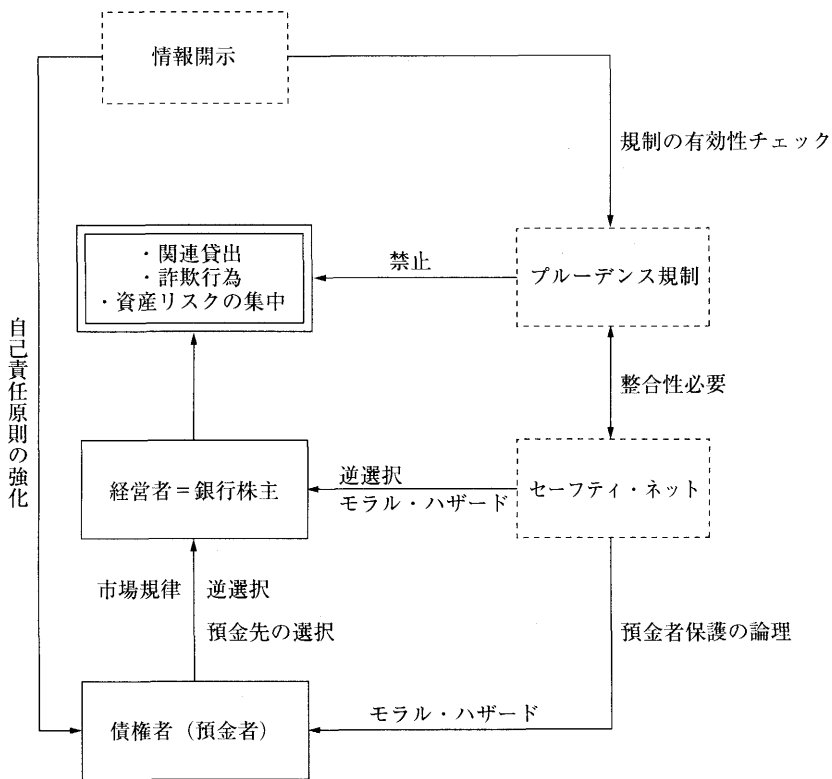 情報開示
規制の有効性チェック
・関連貸出
・詐欺行為
・資産リスクの集中
禁止
プルーデンス規制
自己責任原則の強化
整合性必要
経営者＝銀行株主
逆選択
モラル・ハザード
セーフティ・ネット
市場規律
逆選択
預金先の選択
預金者保護の論理
債権者（預金者）
モラル・ハザード